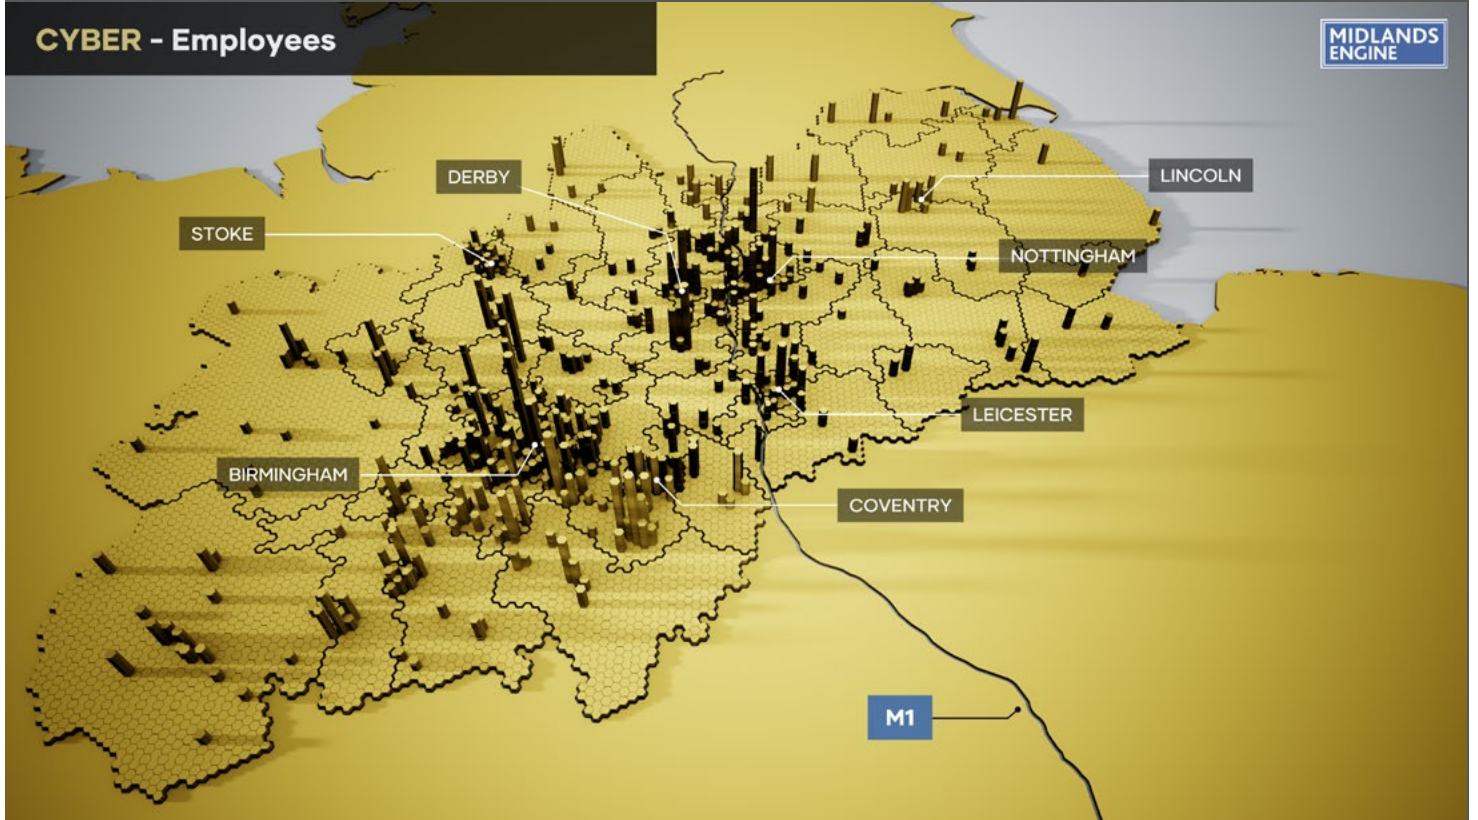 CYBER - Employees
MIDLANDS
ENGINE
DERBY
LINCOLN
STOKE
NOTTINGHAM
LEICESTER
BIRMINGHAM
COVENTRY
M1